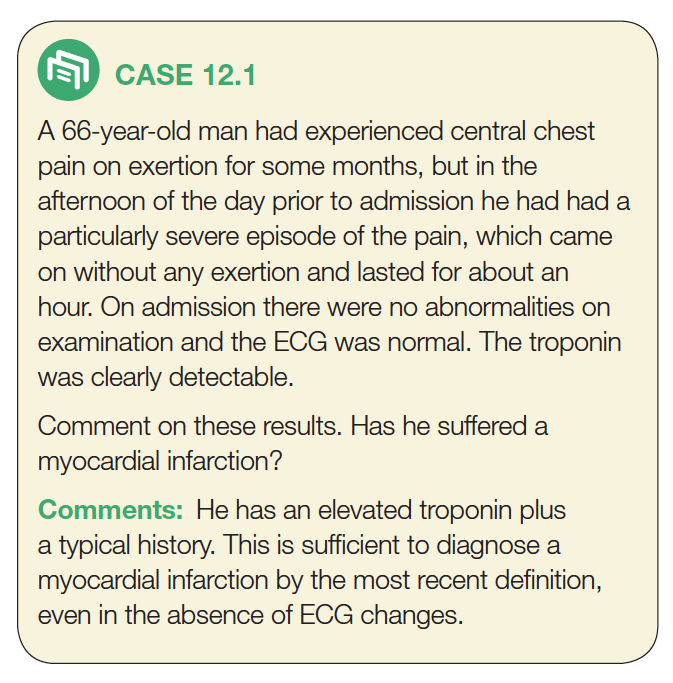 CASE 12.1
A 66-year-old man had experienced central chest
pain on exertion for some months, but in the
afternoon of the day prior to admission he had had a
particularly severe episode of the pain, which came
on without any exertion and lasted for about an
hour. On admission there were no abnormalities on
examination and the ECG was normal. The troponin
was clearly detectable.
Comment on these results. Has he suffered a
myocardial infarction?
Comments: He has an elevated troponin plus
a typical history. This is sufficient to diagnose a
myocardial infarction by the most recent definition,
even in the absence of ECG changes.